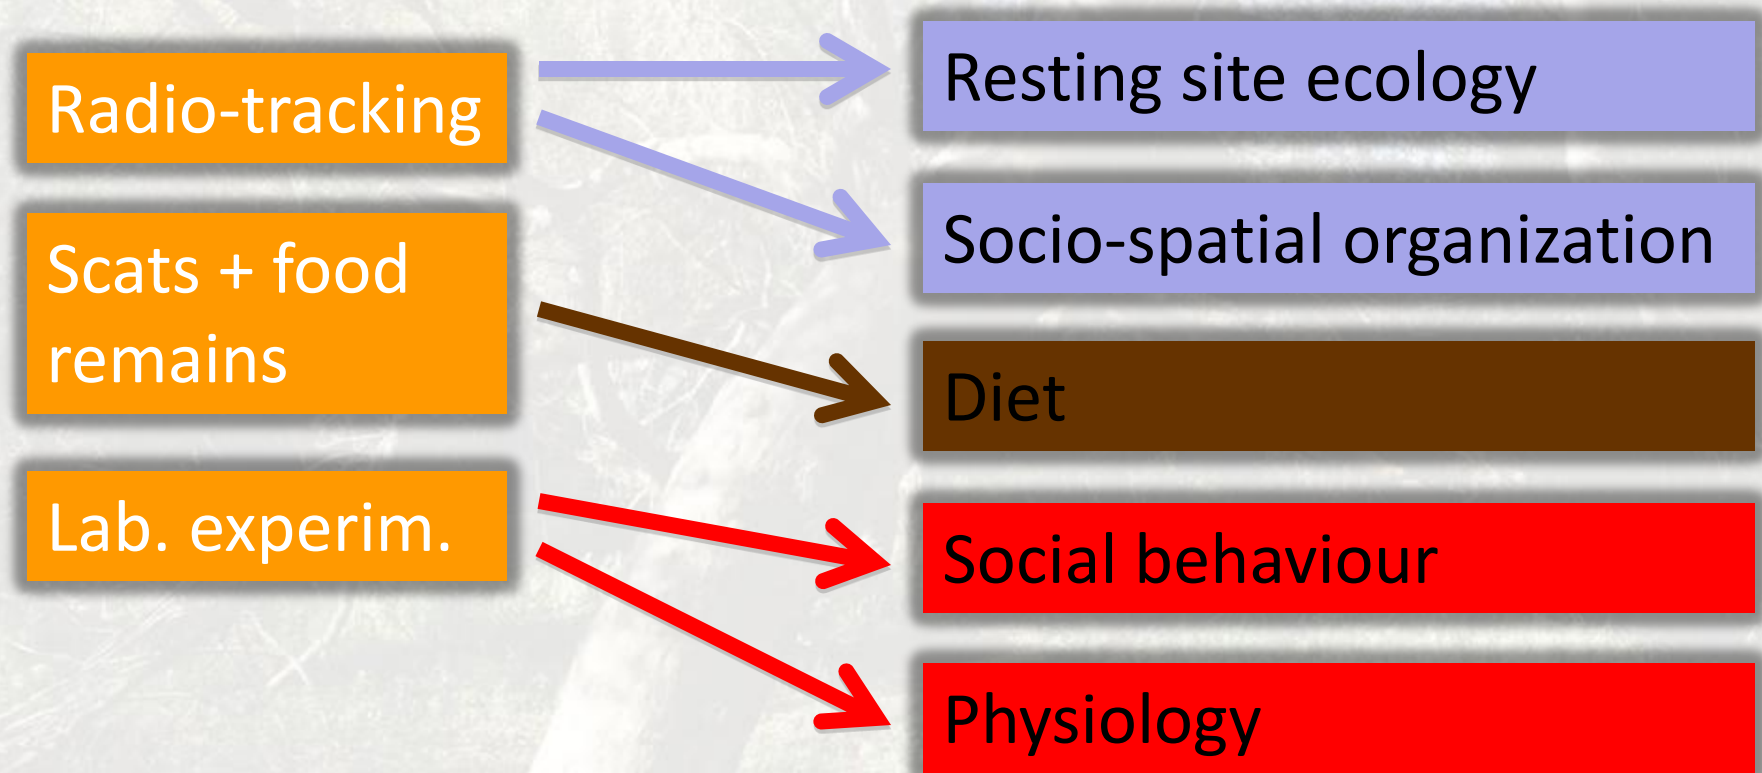 Radio-tracking
Scats + food
remains
Lab. experim.
Resting site ecology
Socio-spatial organization
Diet
Social behaviour
Physiology